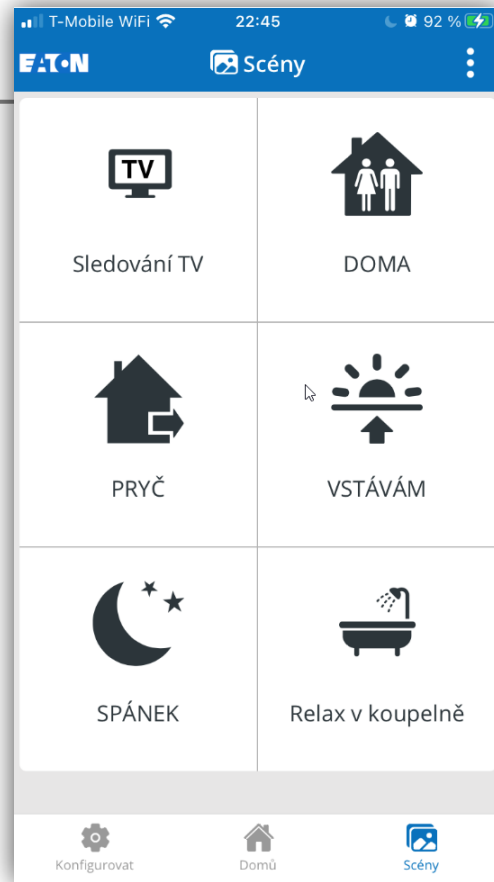 T-Mobile WiFi 22:45 92 %
EATON Scény
TV
Sledování TV DOMA
PRYČ VSTÁVÁM
SPÁNEK Relax v koupelně
Konfigurovat Domů Scény